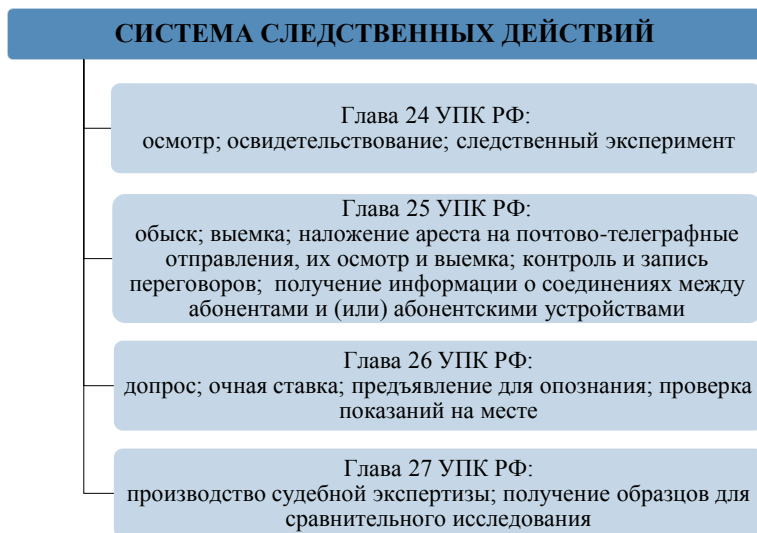 СИСТЕМА СЛЕДСТВЕННЫХ ДЕЙСТВИЙ
Глава 24 УПК РФ:
осмотр; освидетельствование; следственный эксперимент
Глава 25 УПК РФ:
обыск; выемка; наложение ареста на почтово-телеграфные
отправления, их осмотр и выемка; контроль и запись
переговоров; получение информации о соединениях между
абонентами и (или) абонентскими устройствами
Глава 26 УПК РФ:
допрос; очная ставка; предъявление для опознания; проверка
показаний на месте
Глава 27 УПК РФ:
производство судебной экспертизы; получение образцов для
сравнительного исследования